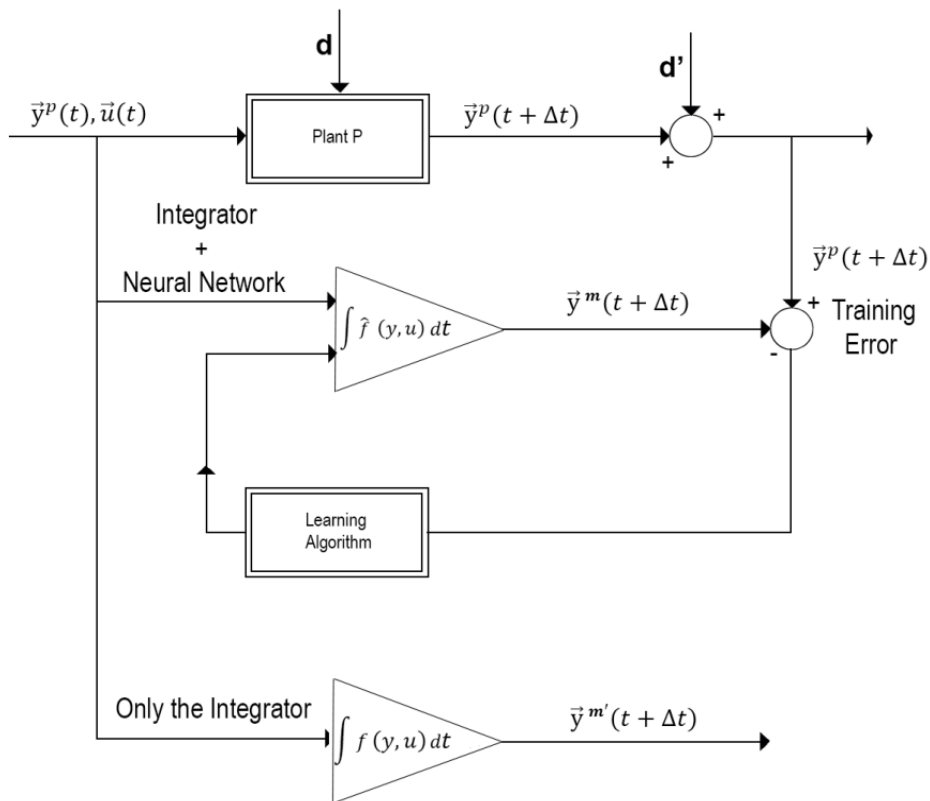 d
d’
y⃗ᵖ(t), u⃗(t)
Plant P
y⃗ᵖ(t + Δt)
+
+
Integrator
+
Neural Network
y⃗ᵖ(t + Δt)
∫ f̂ (y, u) dt
y⃗ᵐ(t + Δt)
+
Training
Error
-
Learning
Algorithm
Only the Integrator
∫ f (y, u) dt
y⃗ᵐ′(t + Δt)